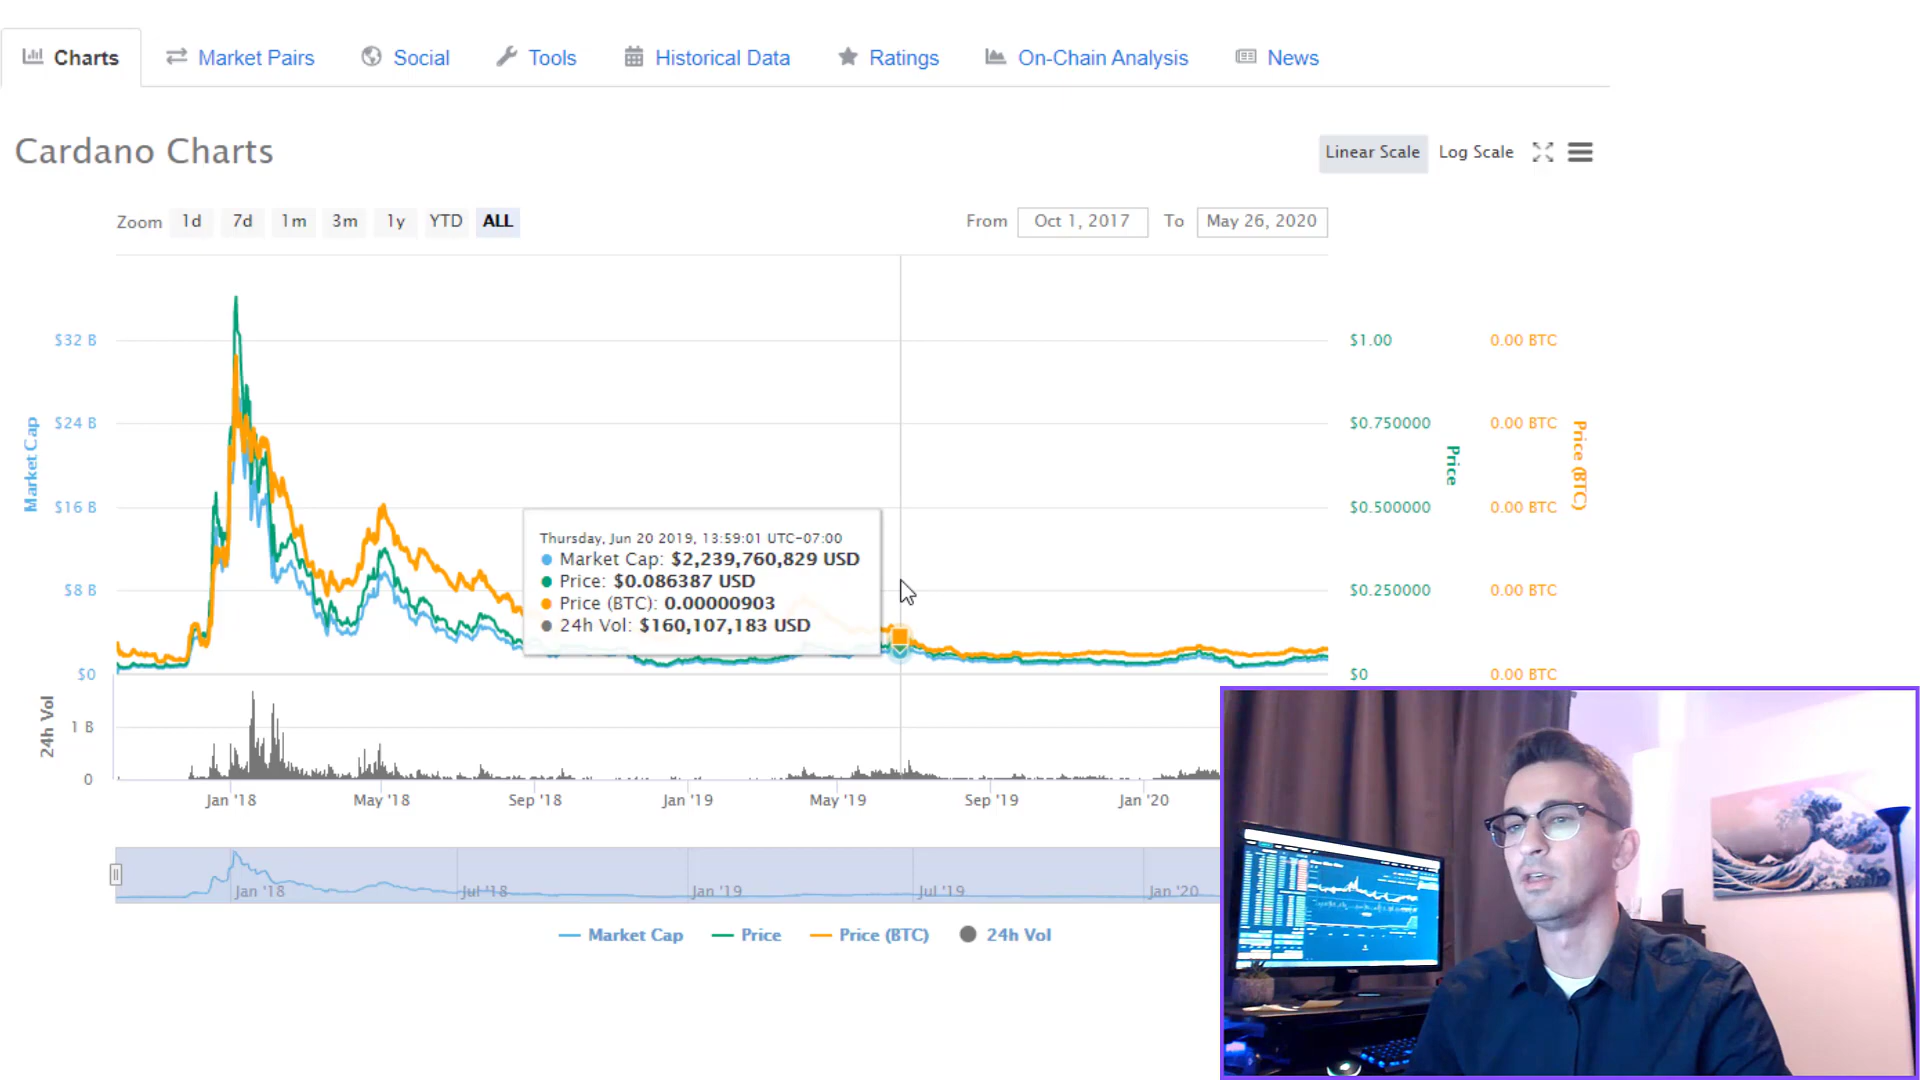 Charts
Market Pairs
Social
Tools
Historical Data
Ratings
On-Chain Analysis
News
Cardano Charts
Linear Scale
Log Scale
Zoom
1d
7d
1m
3m
1y
YTD
ALL
From
Oct 1, 2017
To
May 26, 2020
$32 B
$24 B
$16 B
$8 B
$0
Market Cap
$1.00
$0.750000
$0.500000
$0.250000
$0
Price
0.00 BTC
0.00 BTC
0.00 BTC
0.00 BTC
0.00 BTC
Price (BTC)
Thursday, Jun 20 2019, 13:59:01 UTC−07:00
Market Cap: $2,239,760,829 USD
Price: $0.086387 USD
Price (BTC): 0.00000903
24h Vol: $160,107,183 USD
24h Vol
1 B
0
Jan '18
May '18
Sep '18
Jan '19
May '19
Sep '19
Jan '20
Jan '18
Jul '18
Jan '19
Jul '19
Jan '20
Market Cap
Price
Price (BTC)
24h Vol